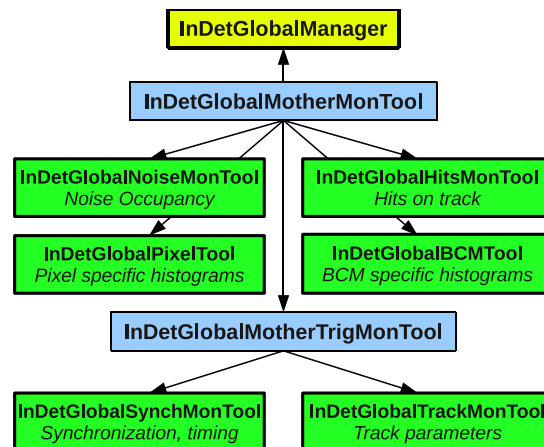 InDetGlobalManager
InDetGlobalMotherMonTool
InDetGlobalNoiseMonTool
Noise Occupancy
InDetGlobalHitsMonTool
Hits on track
InDetGlobalPixelTool
Pixel specific histograms
InDetGlobalBCMTool
BCM specific histograms
InDetGlobalMotherTrigMonTool
InDetGlobalSynchMonTool
Synchronization, timing
InDetGlobalTrackMonTool
Track parameters